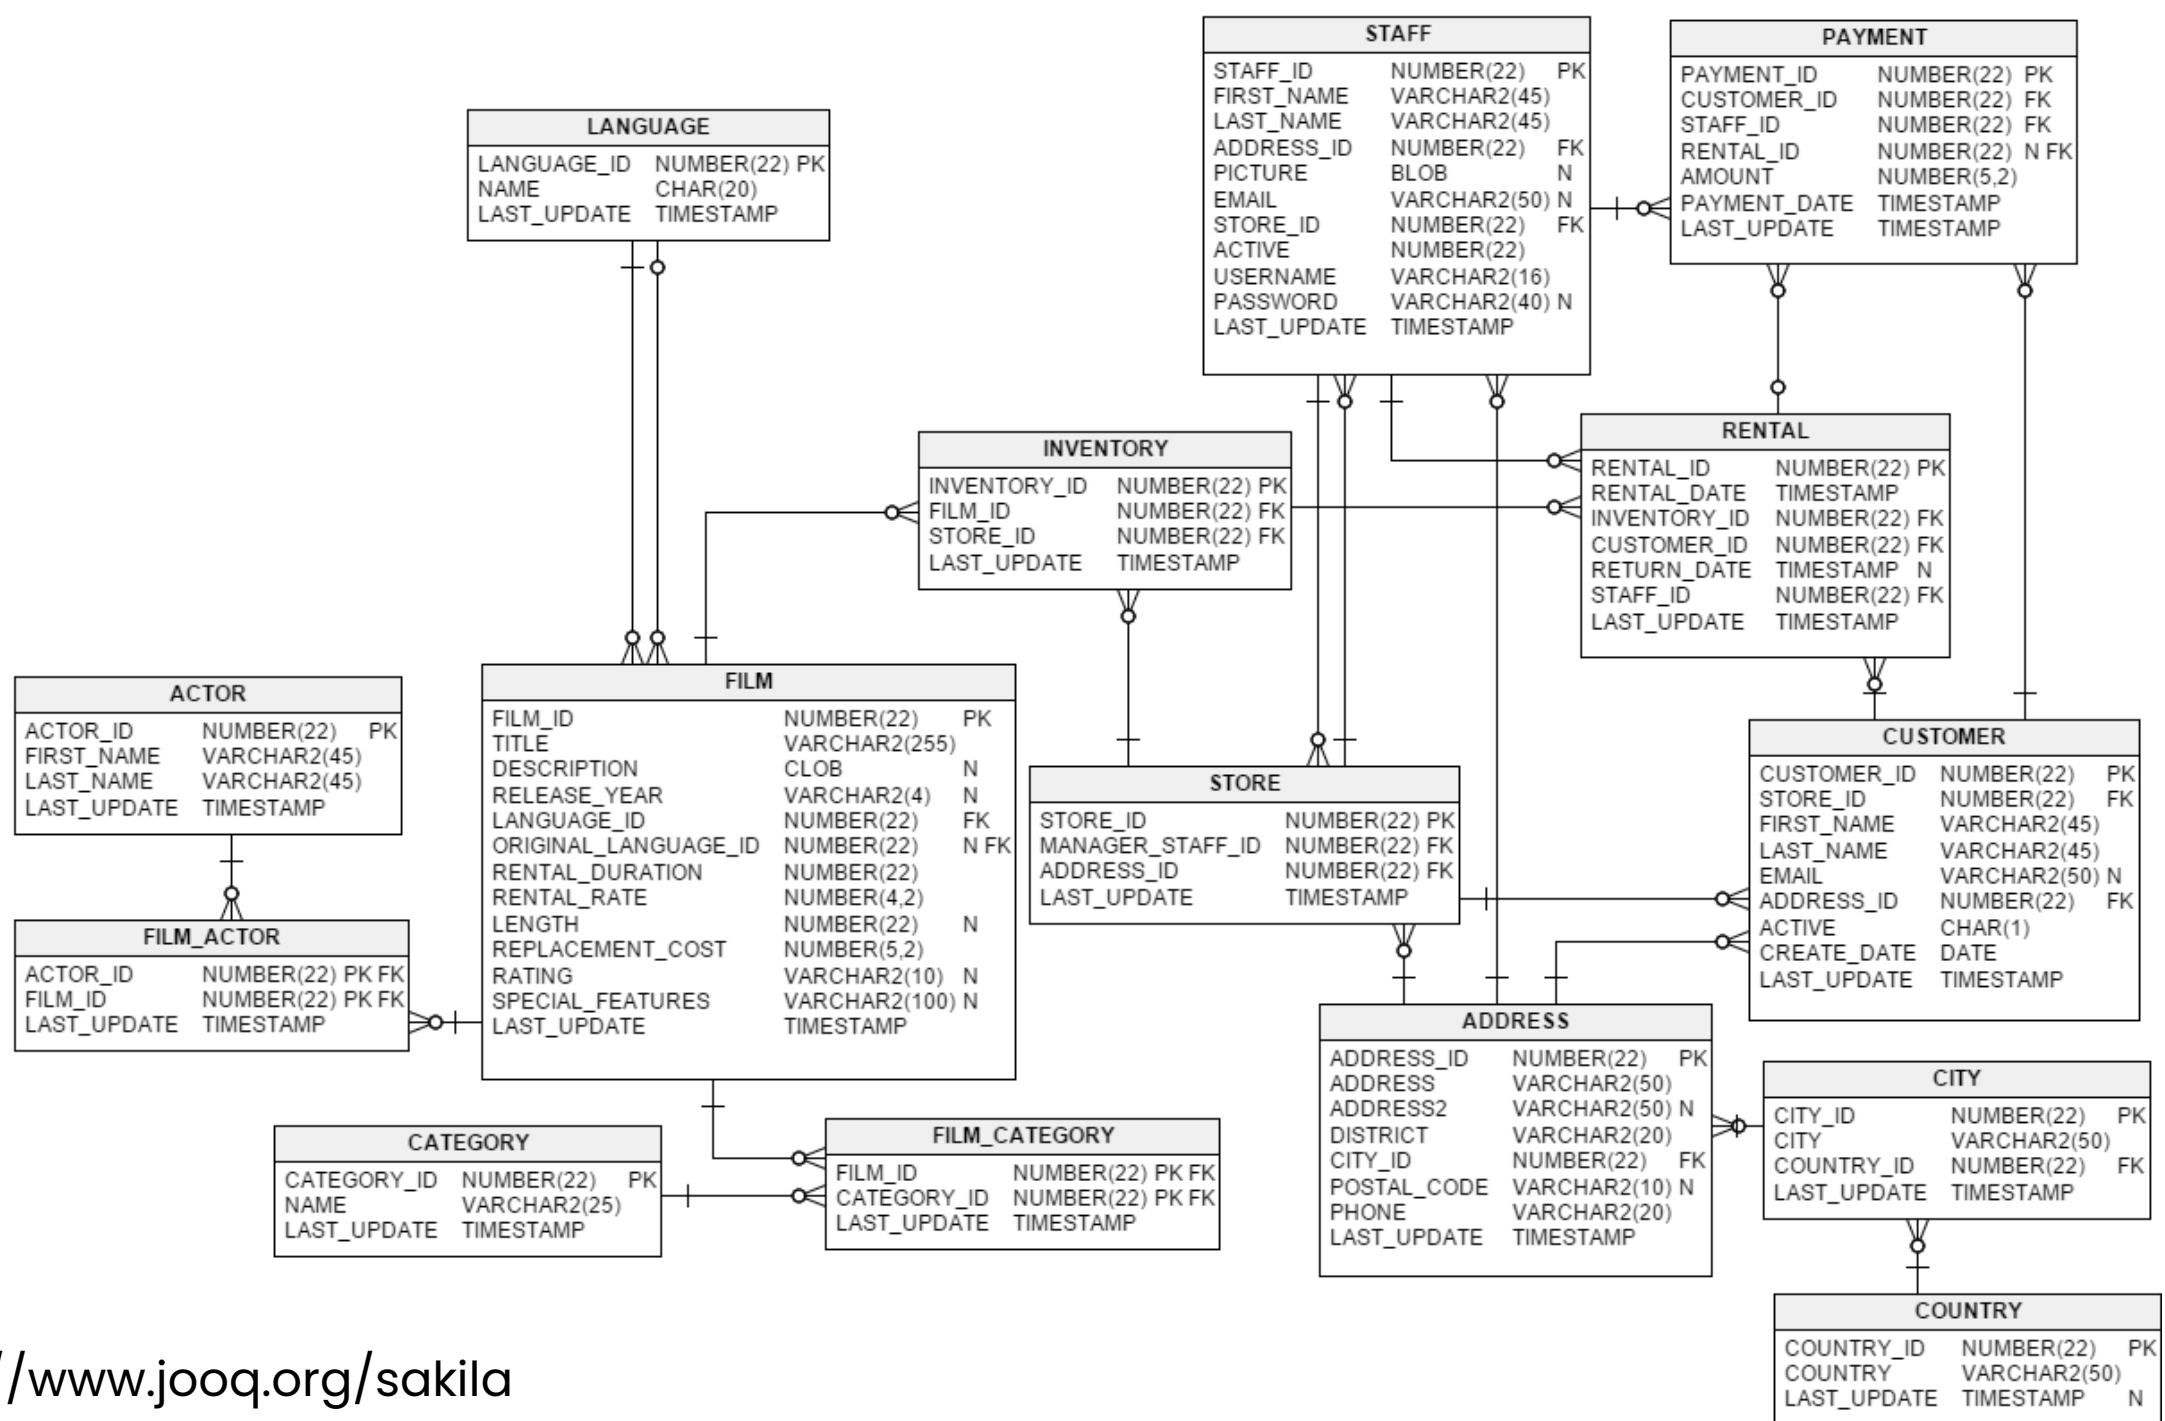 STAFF
STAFF_ID NUMBER(22) PK
FIRST_NAME VARCHAR2(45)
LAST_NAME VARCHAR2(45)
ADDRESS_ID NUMBER(22) FK
PICTURE BLOB N
EMAIL VARCHAR2(50) N
STORE_ID NUMBER(22) FK
ACTIVE NUMBER(22)
USERNAME VARCHAR2(16)
PASSWORD VARCHAR2(40) N
LAST_UPDATE TIMESTAMP
PAYMENT
PAYMENT_ID NUMBER(22) PK
CUSTOMER_ID NUMBER(22) FK
STAFF_ID NUMBER(22) FK
RENTAL_ID NUMBER(22) N FK
AMOUNT NUMBER(5,2)
PAYMENT_DATE TIMESTAMP
LAST_UPDATE TIMESTAMP
LANGUAGE
LANGUAGE_ID NUMBER(22) PK
NAME CHAR(20)
LAST_UPDATE TIMESTAMP
INVENTORY
INVENTORY_ID NUMBER(22) PK
FILM_ID NUMBER(22) FK
STORE_ID NUMBER(22) FK
LAST_UPDATE TIMESTAMP
RENTAL
RENTAL_ID NUMBER(22) PK
RENTAL_DATE TIMESTAMP
INVENTORY_ID NUMBER(22) FK
CUSTOMER_ID NUMBER(22) FK
RETURN_DATE TIMESTAMP N
STAFF_ID NUMBER(22) FK
LAST_UPDATE TIMESTAMP
ACTOR
ACTOR_ID NUMBER(22) PK
FIRST_NAME VARCHAR2(45)
LAST_NAME VARCHAR2(45)
LAST_UPDATE TIMESTAMP
FILM
FILM_ID NUMBER(22) PK
TITLE VARCHAR2(255)
DESCRIPTION CLOB N
RELEASE_YEAR VARCHAR2(4) N
LANGUAGE_ID NUMBER(22) FK
ORIGINAL_LANGUAGE_ID NUMBER(22) N FK
RENTAL_DURATION NUMBER(22)
RENTAL_RATE NUMBER(4,2)
LENGTH NUMBER(22) N
REPLACEMENT_COST NUMBER(5,2)
RATING VARCHAR2(10) N
SPECIAL_FEATURES VARCHAR2(100) N
LAST_UPDATE TIMESTAMP
STORE
STORE_ID NUMBER(22) PK
MANAGER_STAFF_ID NUMBER(22) FK
ADDRESS_ID NUMBER(22) FK
LAST_UPDATE TIMESTAMP
CUSTOMER
CUSTOMER_ID NUMBER(22) PK
STORE_ID NUMBER(22) FK
FIRST_NAME VARCHAR2(45)
LAST_NAME VARCHAR2(45)
EMAIL VARCHAR2(50) N
ADDRESS_ID NUMBER(22) FK
ACTIVE CHAR(1)
CREATE_DATE DATE
LAST_UPDATE TIMESTAMP
FILM_ACTOR
ACTOR_ID NUMBER(22) PK FK
FILM_ID NUMBER(22) PK FK
LAST_UPDATE TIMESTAMP
ADDRESS
ADDRESS_ID NUMBER(22) PK
ADDRESS VARCHAR2(50)
ADDRESS2 VARCHAR2(50) N
DISTRICT VARCHAR2(20)
CITY_ID NUMBER(22) FK
POSTAL_CODE VARCHAR2(10) N
PHONE VARCHAR2(20)
LAST_UPDATE TIMESTAMP
CITY
CITY_ID NUMBER(22) PK
CITY VARCHAR2(50)
COUNTRY_ID NUMBER(22) FK
LAST_UPDATE TIMESTAMP
CATEGORY
CATEGORY_ID NUMBER(22) PK
NAME VARCHAR2(25)
LAST_UPDATE TIMESTAMP
FILM_CATEGORY
FILM_ID NUMBER(22) PK FK
CATEGORY_ID NUMBER(22) PK FK
LAST_UPDATE TIMESTAMP
COUNTRY
COUNTRY_ID NUMBER(22) PK
COUNTRY VARCHAR2(50)
LAST_UPDATE TIMESTAMP N
//www.jooq.org/sakila